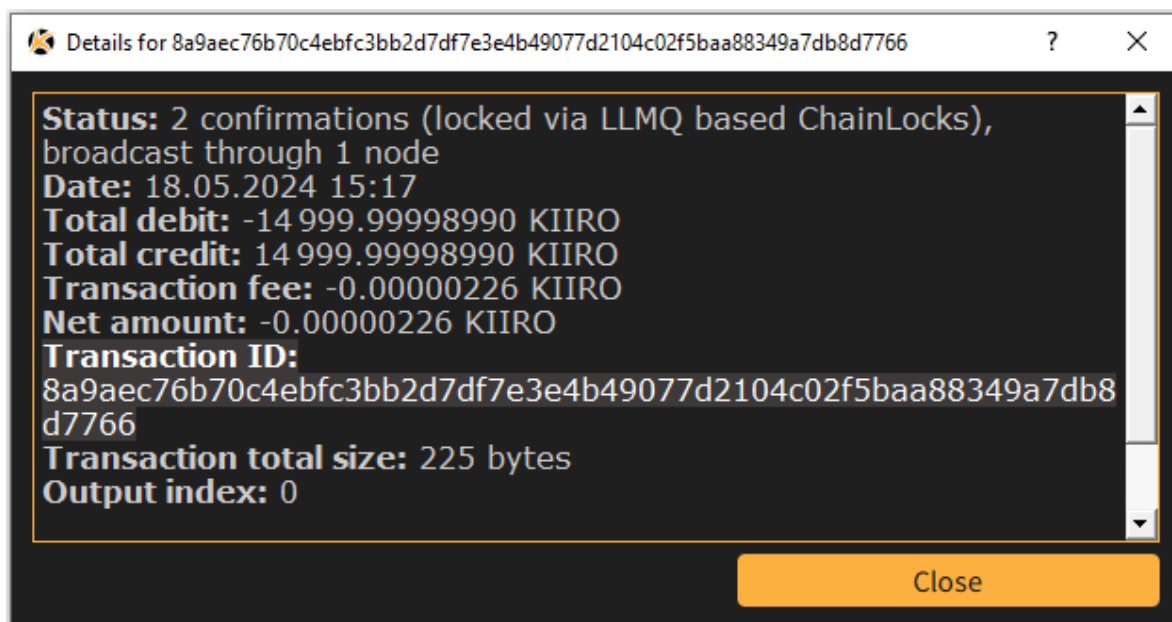 Details for 8a9aec76b70c4ebfc3bb2d7df7e3e4b49077d2104c02f5baa88349a7db8d7766 ?
Status: 2 confirmations (locked via LLMQ based ChainLocks),
broadcast through 1 node
Date: 18.05.2024 15:17
Total debit: -14 999.99998990 KIIRO
Total credit: 14 999.99998990 KIIRO
Transaction fee: -0.00000226 KIIRO
Net amount: -0.00000226 KIIRO
Transaction ID:
8a9aec76b70c4ebfc3bb2d7df7e3e4b49077d2104c02f5baa88349a7db8
d7766
Transaction total size: 225 bytes
Output index: 0
Close